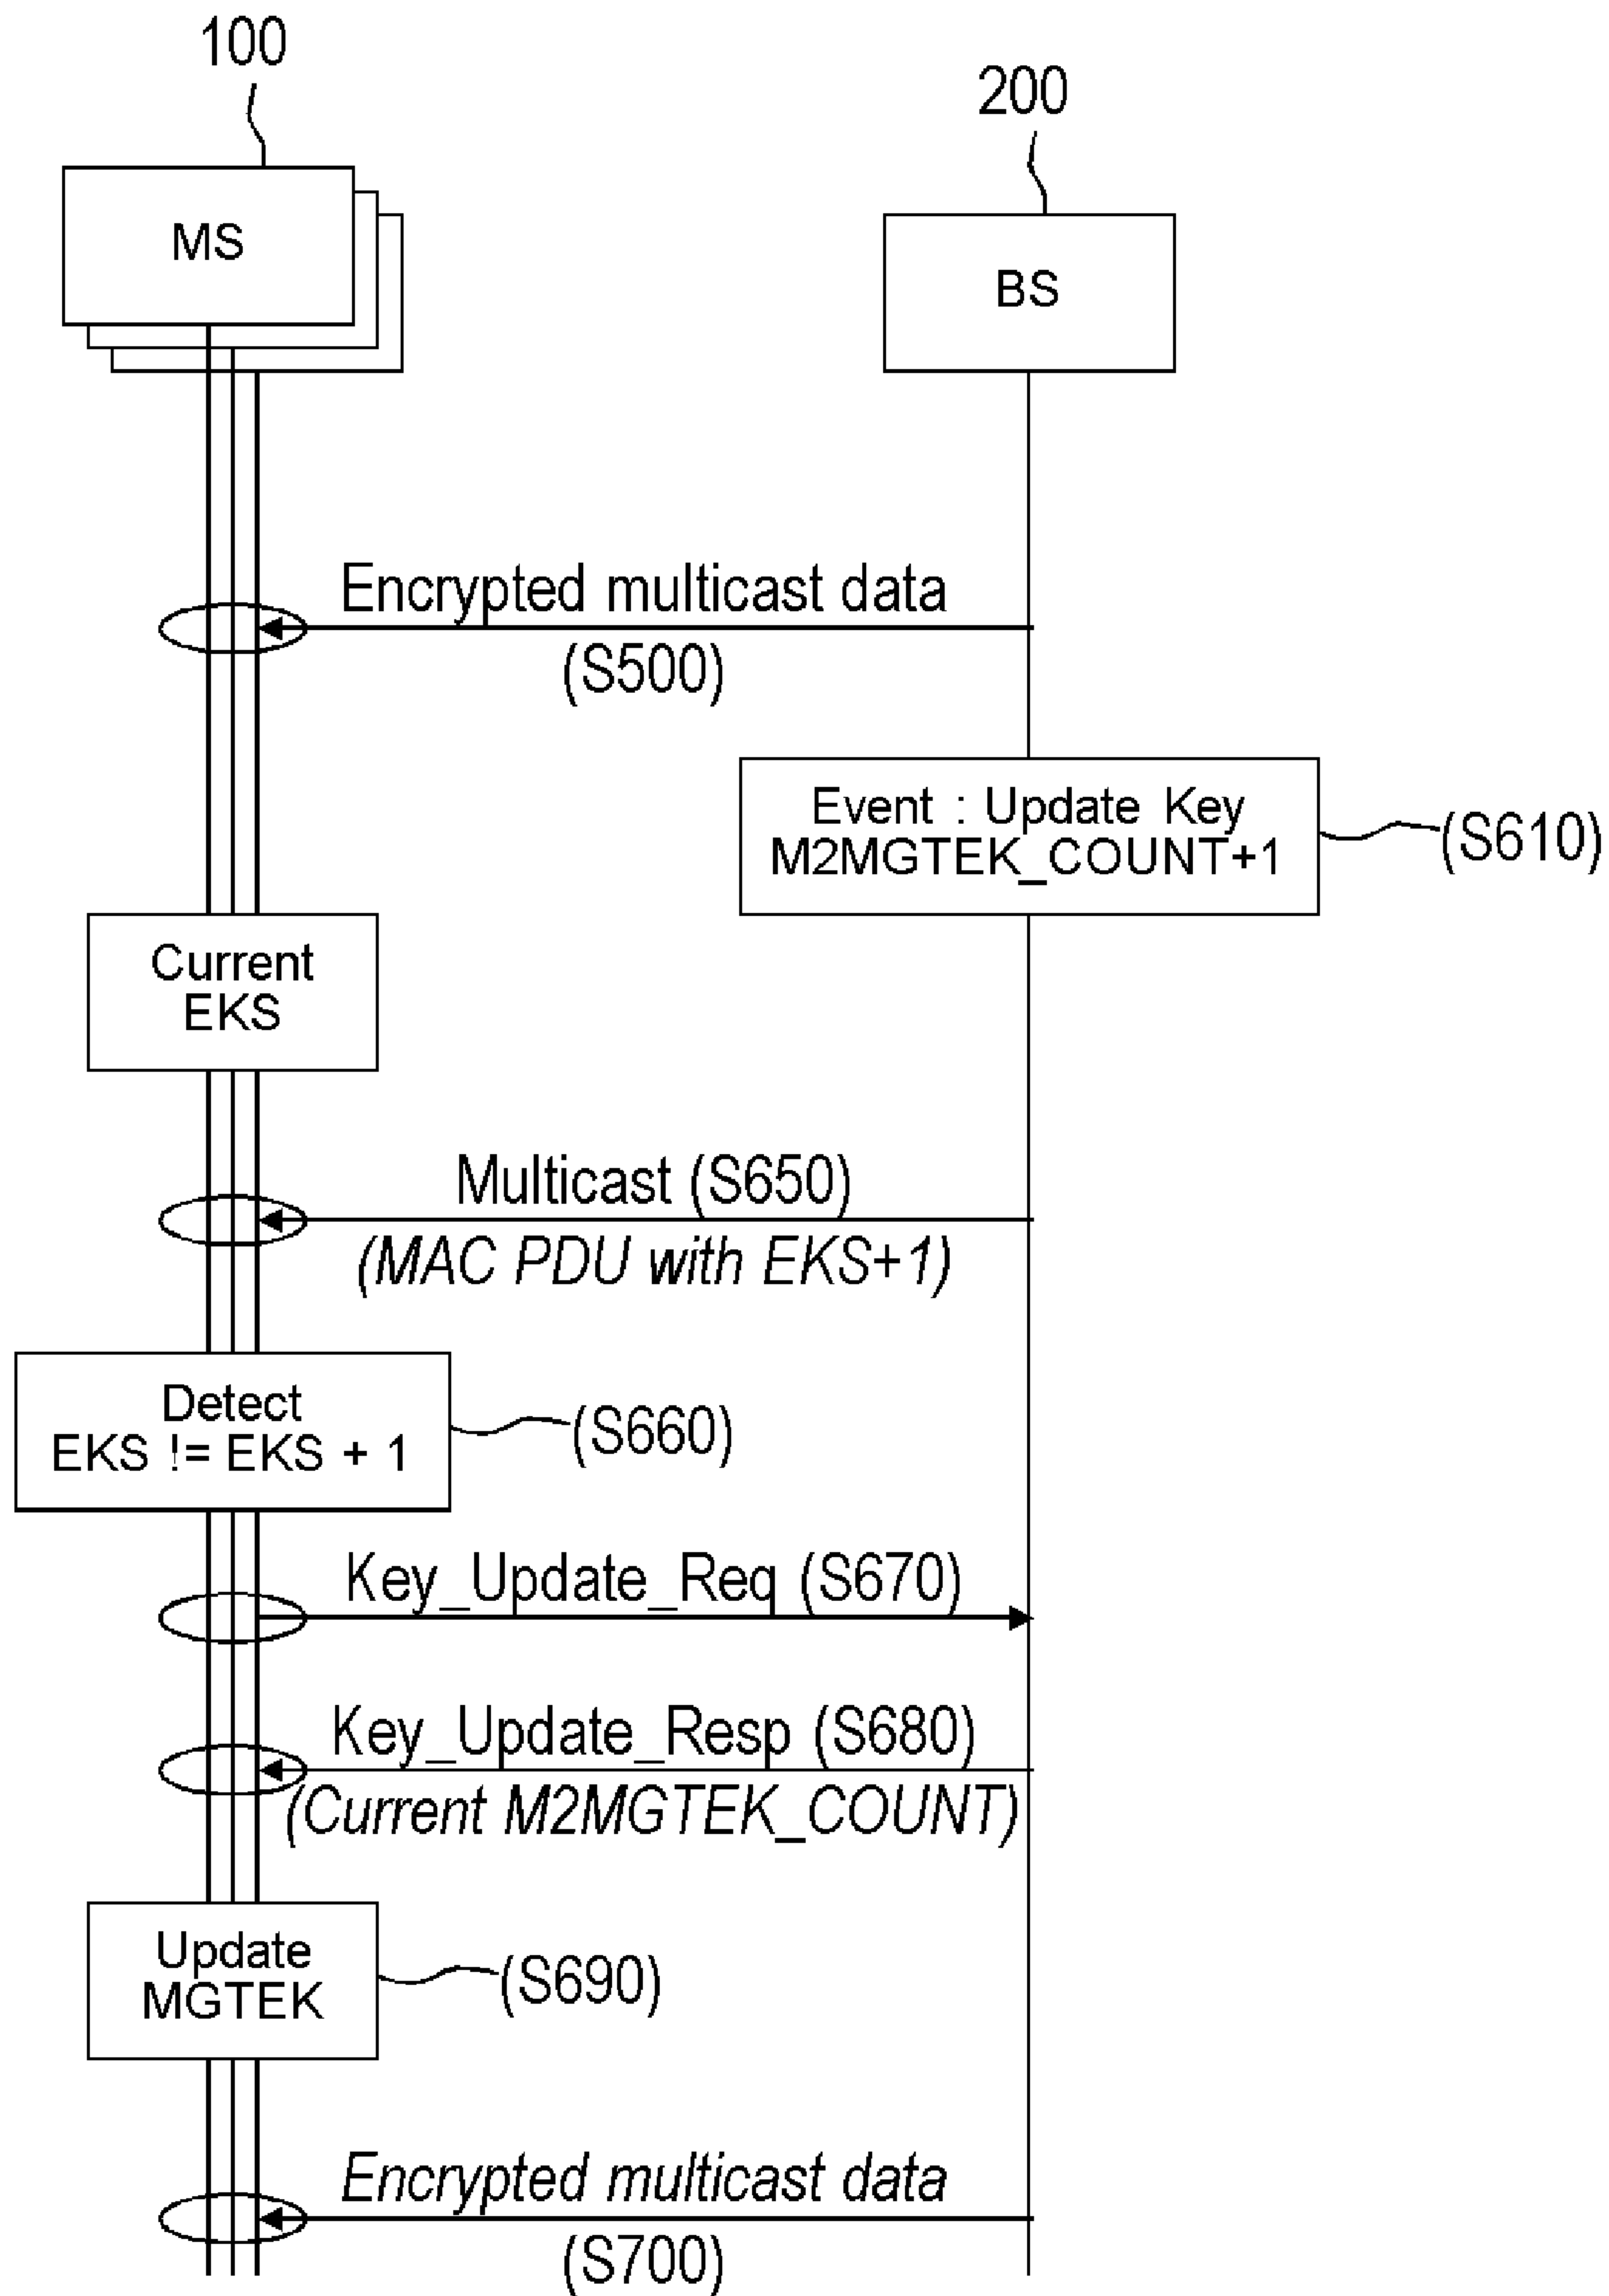 100
200
MS
BS
Encrypted multicast data
(S500)
Event : Update Key
M2MGTEK_COUNT+1
(S610)
Current
EKS
Multicast (S650)
(MAC PDU with EKS+1)
Detect
EKS != EKS + 1
(S660)
Key_Update_Req (S670)
Key_Update_Resp (S680)
(Current M2MGTEK_COUNT)
Update
MGTEK
(S690)
Encrypted multicast data
(S700)